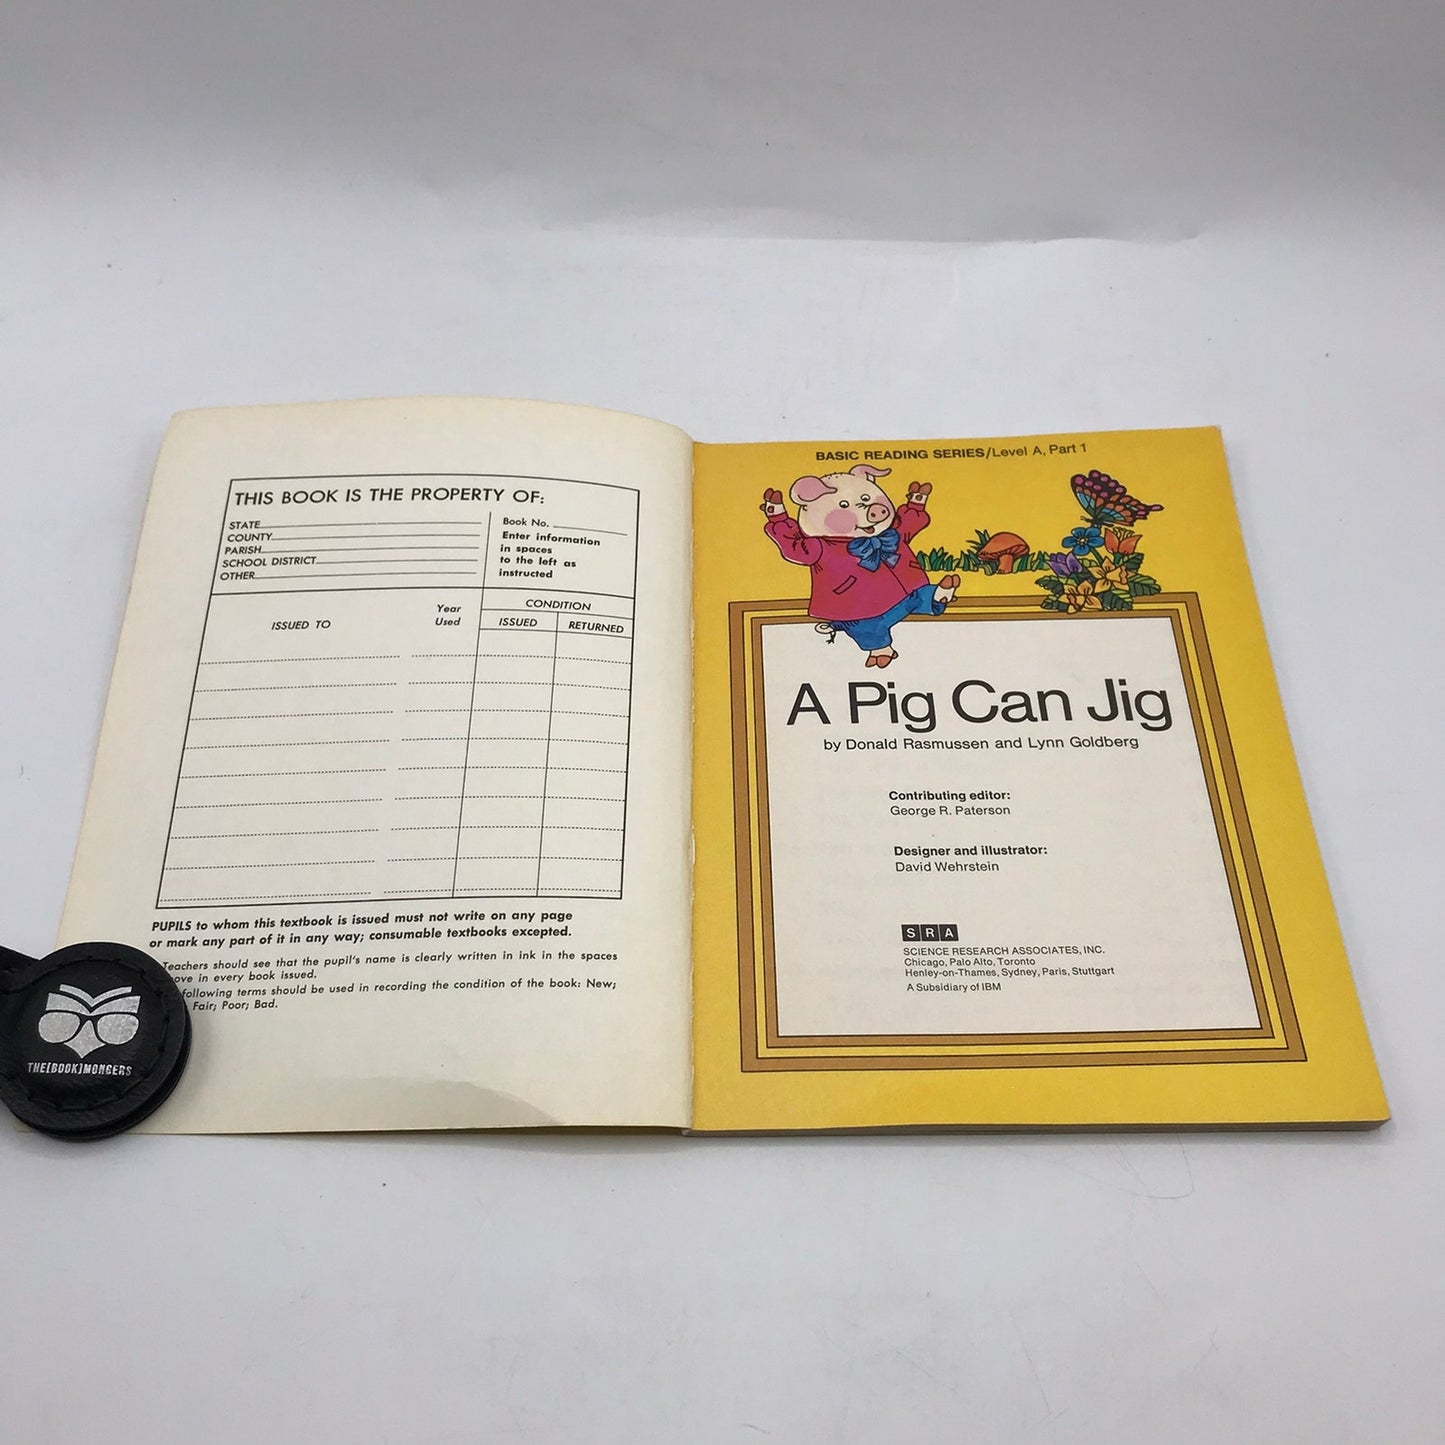 THIS BOOK IS THE PROPERTY OF:
STATE
COUNTY
PARISH
SCHOOL DISTRICT
OTHER
Book No.
Enter information
in spaces
to the left as
instructed
ISSUED TO
Year
Used
CONDITION
ISSUED
RETURNED
PUPILS to whom this textbook is issued must not write on any page
or mark any part of it in any way; consumable textbooks excepted.
Teachers should see that the pupil's name is clearly written in ink in the spaces
in every book issued.
following terms should be used in recording the condition of the book: New;
Fair; Poor; Bad.
THE[BOOK]MONGERS
BASIC READING SERIES/Level A, Part 1
A Pig Can Jig
by Donald Rasmussen and Lynn Goldberg
Contributing editor:
George R. Paterson
Designer and illustrator:
David Wehrstein
SRA
SCIENCE RESEARCH ASSOCIATES, INC.
Chicago, Palo Alto, Toronto
Henley-on-Thames, Sydney, Paris, Stuttgart
A Subsidiary of IBM